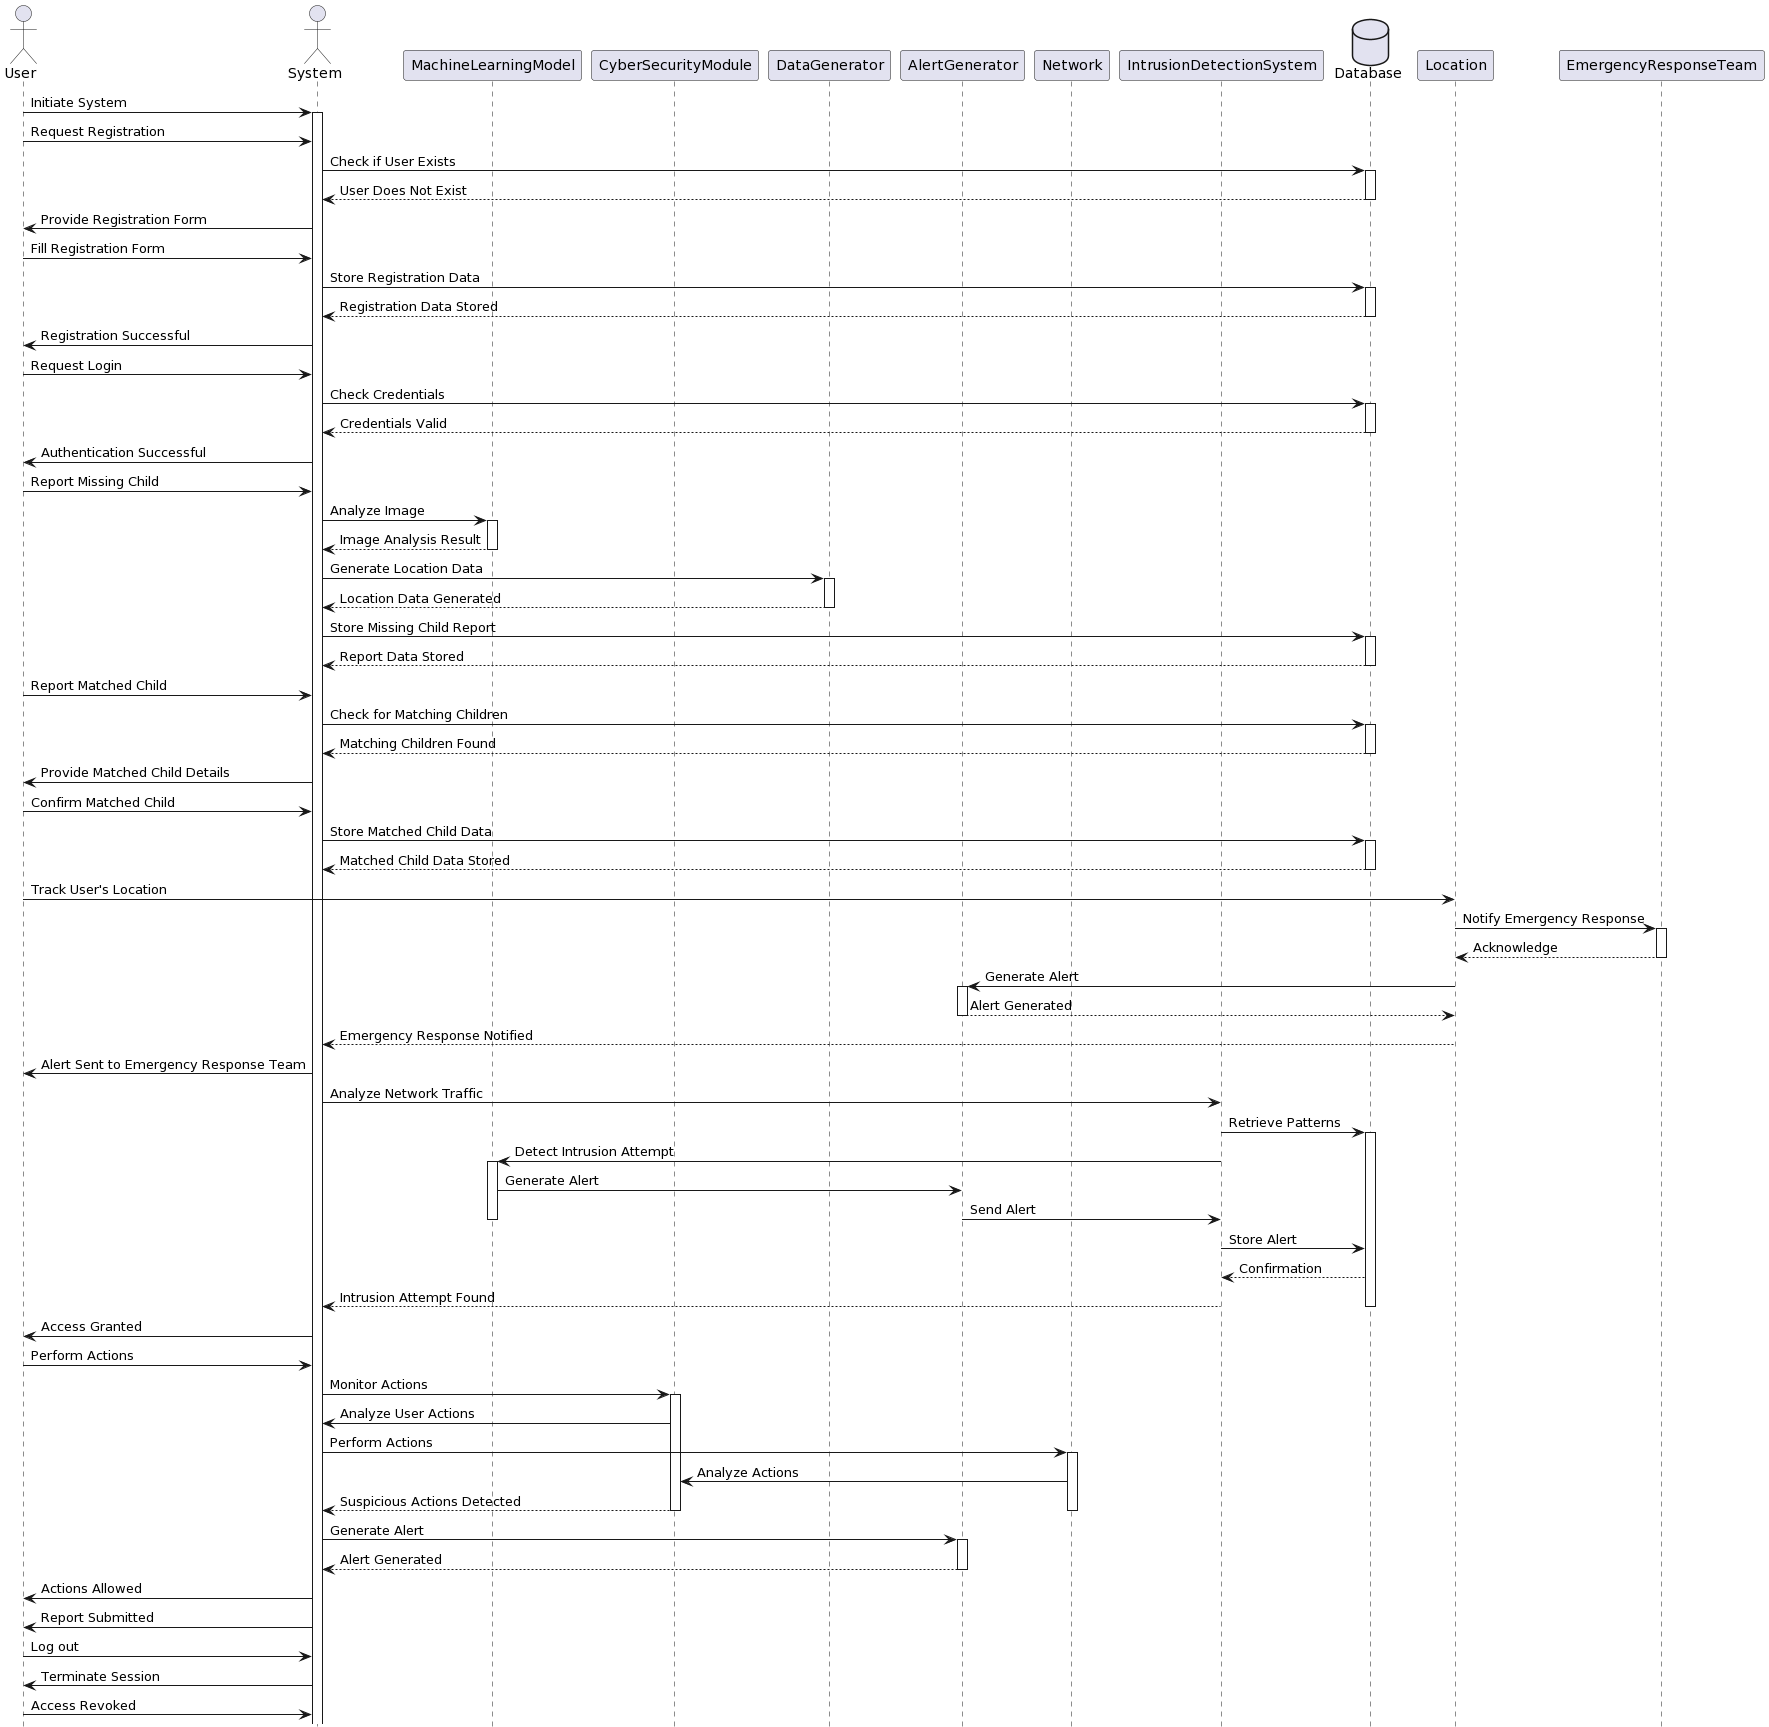 User
System
MachineLearningModel
CyberSecurityModule
DataGenerator
AlertGenerator
Network
IntrusionDetectionSystem
Database
Location
EmergencyResponseTeam
Initiate System
Request Registration
Check if User Exists
User Does Not Exist
Provide Registration Form
Fill Registration Form
Store Registration Data
Registration Data Stored
Registration Successful
Request Login
Check Credentials
Credentials Valid
Authentication Successful
Report Missing Child
Analyze Image
Image Analysis Result
Generate Location Data
Location Data Generated
Store Missing Child Report
Report Data Stored
Report Matched Child
Check for Matching Children
Matching Children Found
Provide Matched Child Details
Confirm Matched Child
Store Matched Child Data
Matched Child Data Stored
Track User's Location
Notify Emergency Response
Acknowledge
Generate Alert
Alert Generated
Emergency Response Notified
Alert Sent to Emergency Response Team
Analyze Network Traffic
Retrieve Patterns
Detect Intrusion Attempt
Generate Alert
Send Alert
Store Alert
Confirmation
Intrusion Attempt Found
Access Granted
Perform Actions
Monitor Actions
Analyze User Actions
Perform Actions
Analyze Actions
Suspicious Actions Detected
Generate Alert
Alert Generated
Actions Allowed
Report Submitted
Log out
Terminate Session
Access Revoked